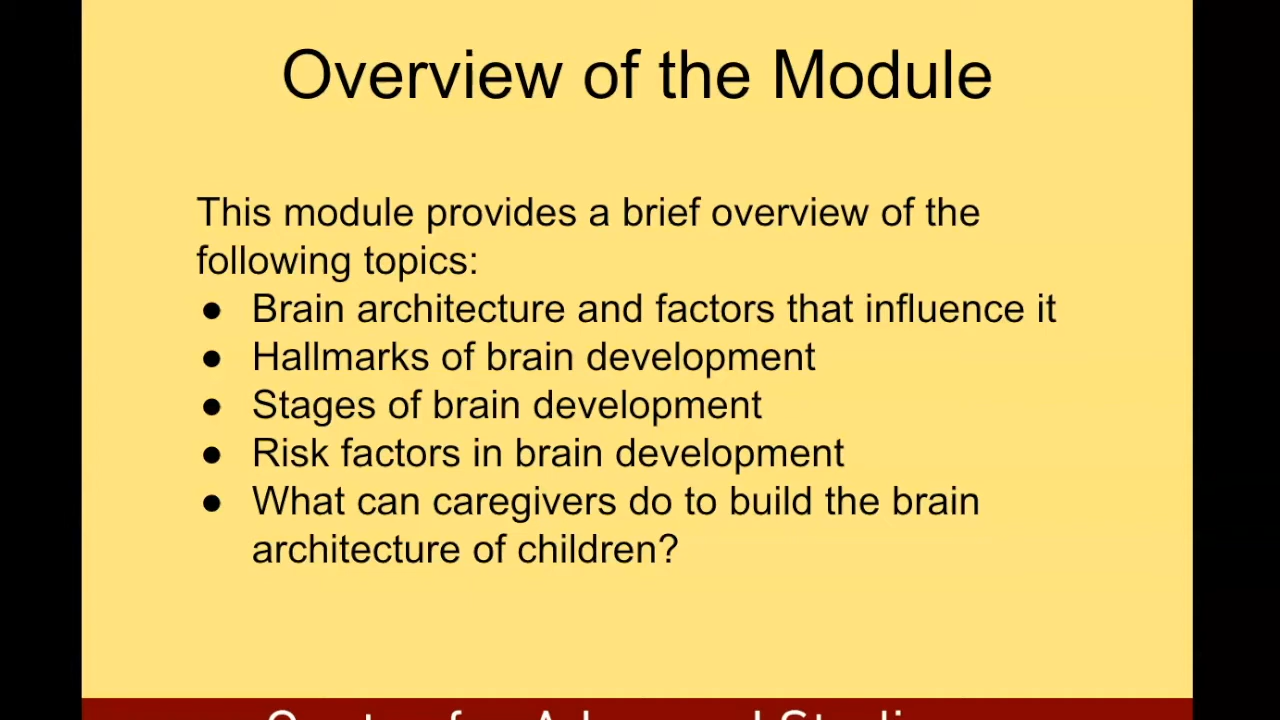 Overview of the Module
This module provides a brief overview of the
following topics:
● Brain architecture and factors that influence it
● Hallmarks of brain development
● Stages of brain development
● Risk factors in brain development
● What can caregivers do to build the brain
architecture of children?